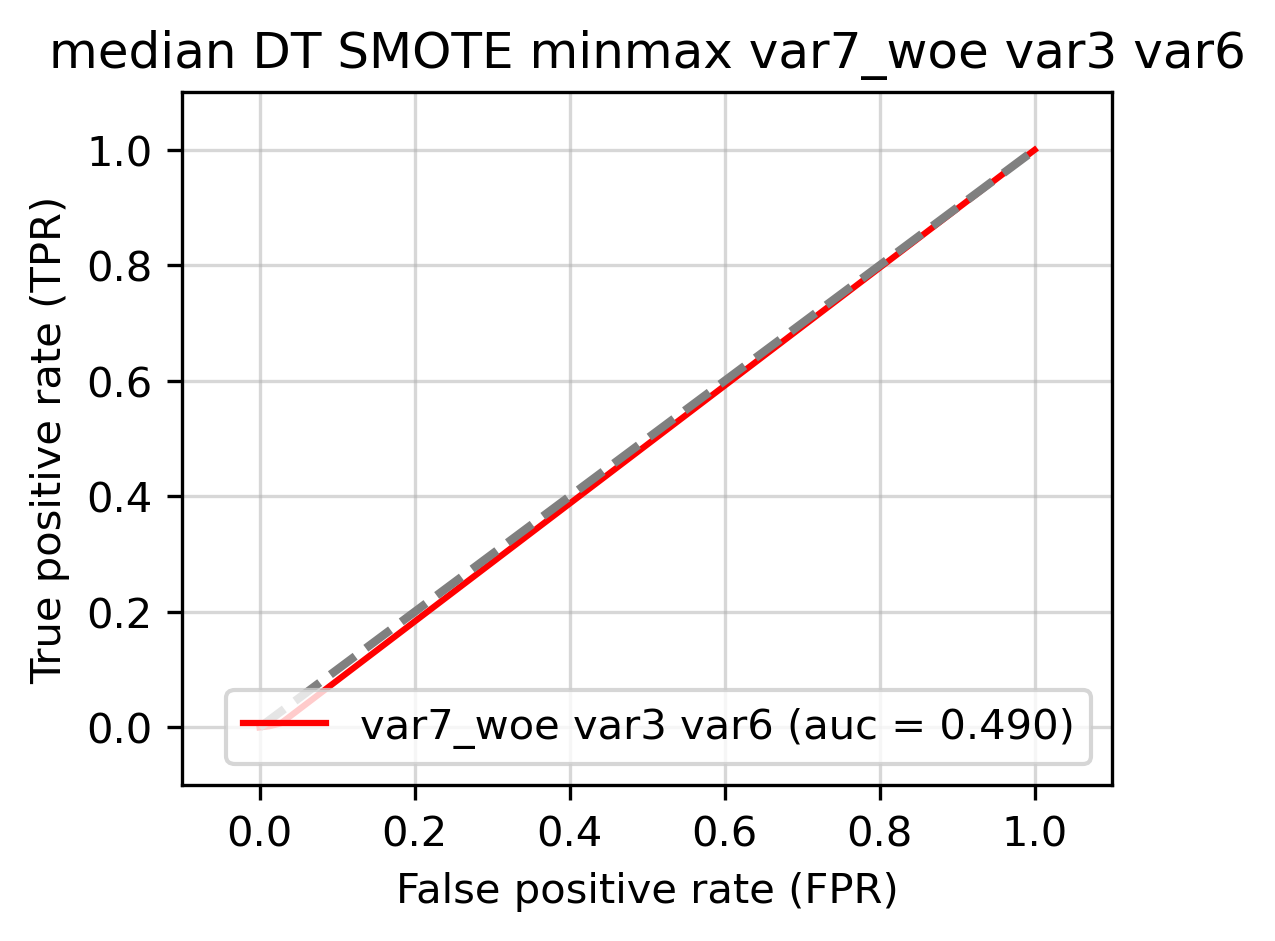 median DT SMOTE minmax var7_woe var3 var6
True positive rate (TPR)
1.0
0.8
0.6
0.4
0.2
0.0
var7_woe var3 var6 (auc = 0.490)
0.0 0.2 0.4 0.6 0.8 1.0
False positive rate (FPR)